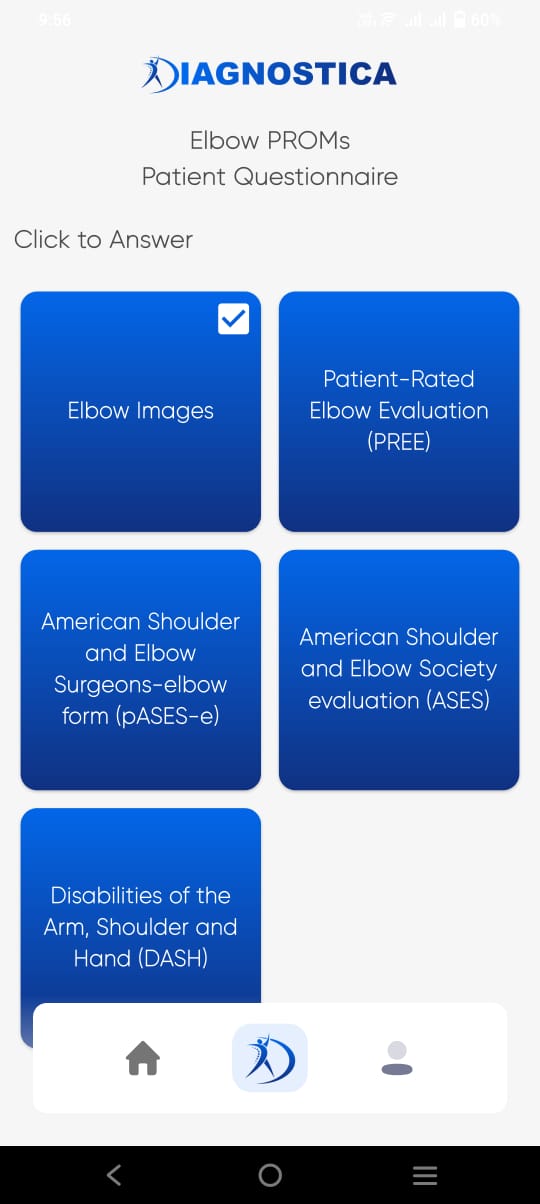 9:56
60%
DIAGNOSTICA
Elbow PROMs
Patient Questionnaire
Click to Answer
Elbow Images
Patient-Rated
Elbow Evaluation
(PREE)
American Shoulder
and Elbow
Surgeons-elbow
form (pASES-e)
American Shoulder
and Elbow Society
evaluation (ASES)
Disabilities of the
Arm, Shoulder and
Hand (DASH)